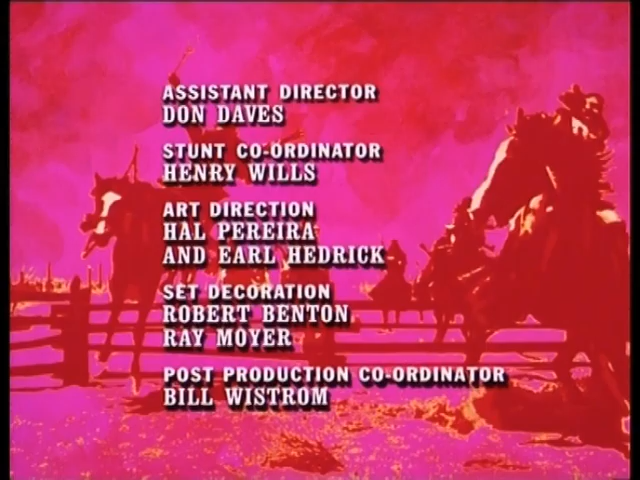 ASSISTANT DIRECTOR
DON DAVES
STUNT CO-ORDINATOR
HENRY WILLS
ART DIRECTION
HAL PEREIRA
AND EARL HEDRICK
SET DECORATION
ROBERT BENTON
RAY MOYER
POST PRODUCTION CO-ORDINATOR
BILL WISTROM